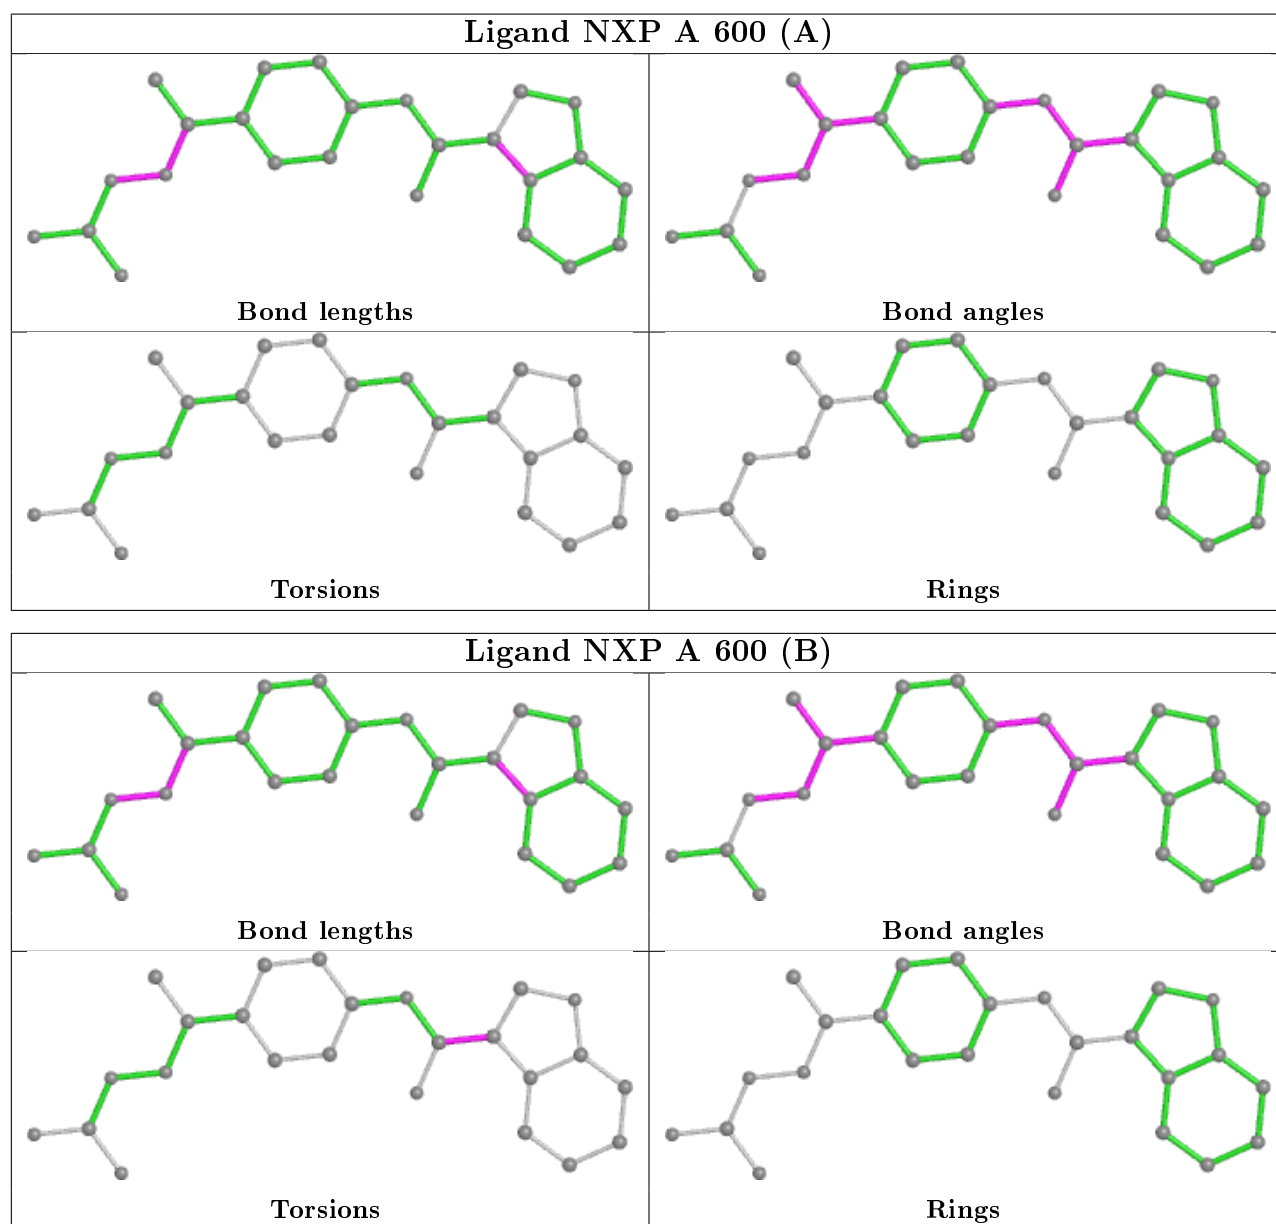 Ligand NXP A 600 (A)
Bond lengths
Bond angles
Torsions
Rings
Ligand NXP A 600 (B)
Bond lengths
Bond angles
Torsions
Rings